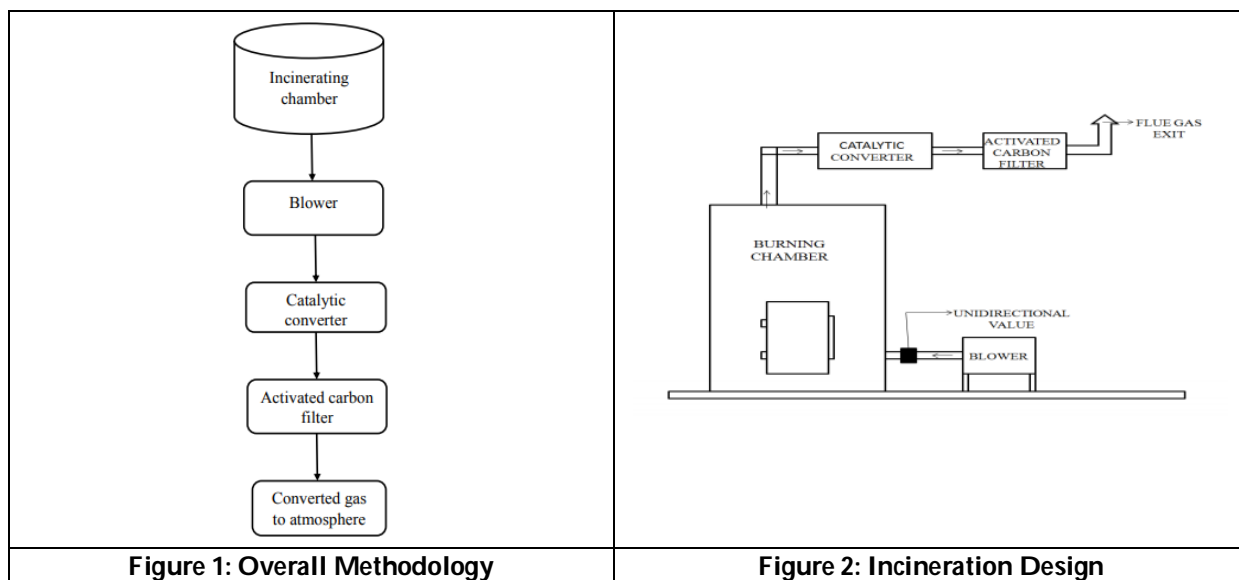 Incinerating
chamber
Blower
Catalytic
converter
Activated carbon
filter
Converted gas
to atmosphere
Figure 1: Overall Methodology
FLUE GAS
EXIT
CATALYTIC
CONVERTER
ACTIVATED
CARBON
FILTER
BURNING
CHAMBER
UNIDIRECTIONAL
VALUE
BLOWER
Figure 2: Incineration Design